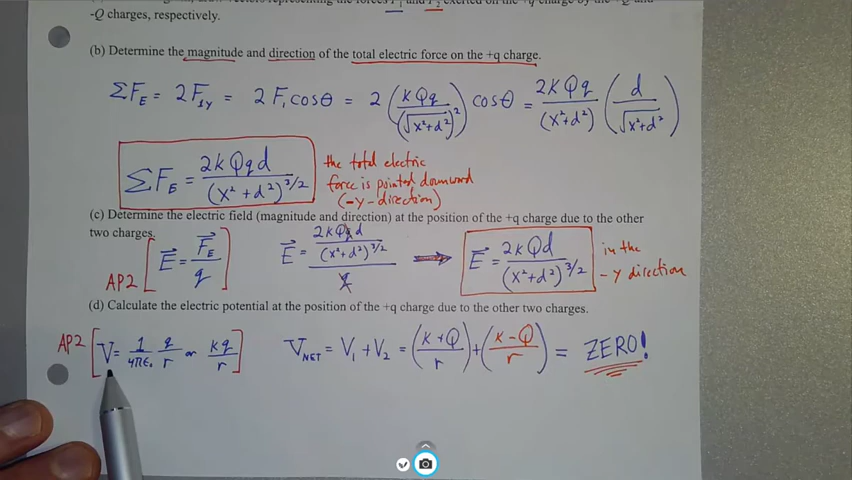 -Q charges, respectively.
(b) Determine the magnitude and direction of the total electric force on the +q charge.
ΣF_E = 2F_1y = 2F_1cosθ = 2(kQq/(√(x²+d²))²)cosθ = 2kQq/(x²+d²) (d/√(x²+d²))
ΣF_E = 2kQqd/(x²+d²)^3/2
the total electric
force is pointed downward
(-y-direction)
(c) Determine the electric field (magnitude and direction) at the position of the +q charge due to the other
two charges.
AP2 [E = F_E/q]
E = (2kQqd/(x²+d²)^3/2)/q ⇒ E = 2kQd/(x²+d²)^3/2
in the
-y direction
(d) Calculate the electric potential at the position of the +q charge due to the other two charges.
AP2 [V = 1/4πε₀ q/r or kq/r]
V_NET = V_1 + V_2 = (k+Q/r) + (k-Q/r) = ZERO!